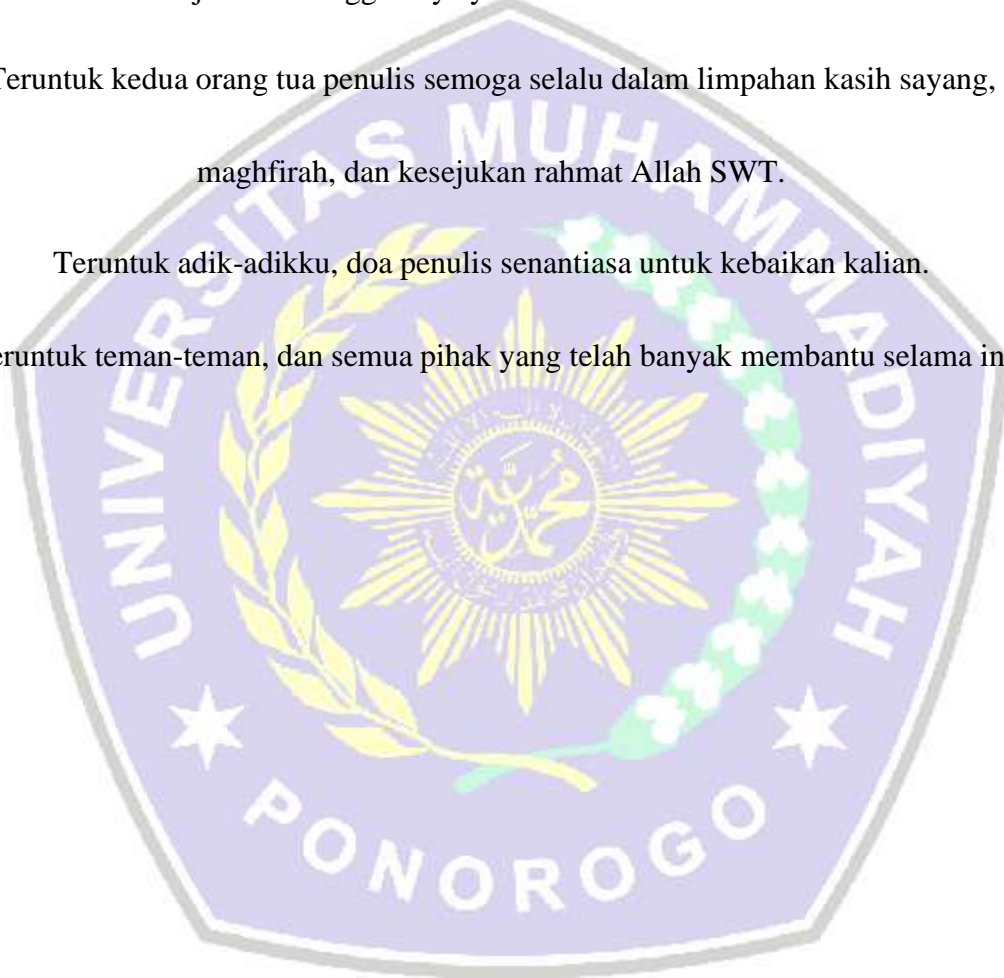 Teruntuk kedua orang tua penulis semoga selalu dalam limpahan kasih sayang,
maghfirah, dan kesejukan rahmat Allah SWT.
Teruntuk adik-adikku, doa penulis senantiasa untuk kebaikan kalian.
eruntuk teman-teman, dan semua pihak yang telah banyak membantu selama in
UNIVERSITAS MUHAMMADIYAH
محمدية
PONOROGO